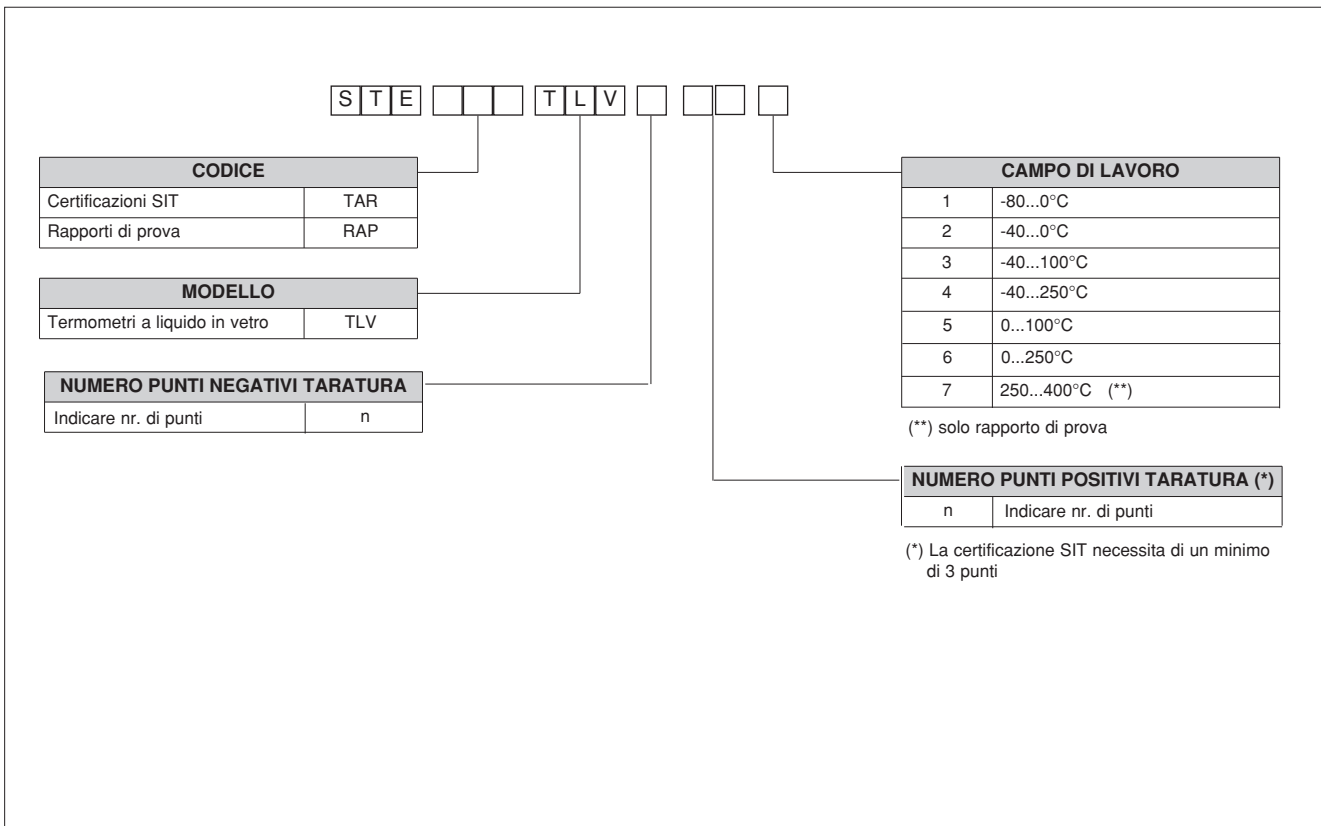 STE TLV
CODICE
Certificazioni SIT TAR
Rapporti di prova RAP
MODELLO
Termometri a liquido in vetro TLV
NUMERO PUNTI NEGATIVI TARATURA
Indicare nr. di punti n
CAMPO DI LAVORO
1 -80...0°C
2 -40...0°C
3 -40...100°C
4 -40...250°C
5 0...100°C
6 0...250°C
7 250...400°C (**)
(**) solo rapporto di prova
NUMERO PUNTI POSITIVI TARATURA (*)
n Indicare nr. di punti
(*) La certificazione SIT necessita di un minimo
di 3 punti